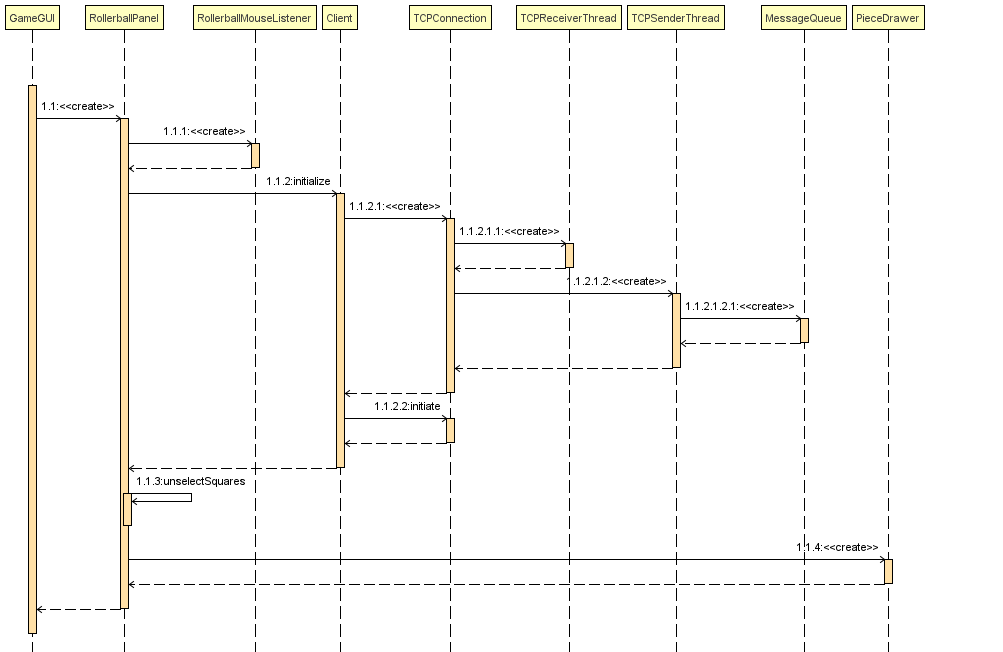 GameGUI
RollerballPanel
RollerballMouseListener
Client
TCPConnection
TCPReceiverThread
TCPSenderThread
MessageQueue
PieceDrawer
1.1:<<create>>
1.1.1:<<create>>
1.1.2:initialize
1.1.2.1:<<create>>
1.1.2.1.1:<<create>>
1.1.2.1.2:<<create>>
1.1.2.1.2.1:<<create>>
1.1.2.2:initiate
1.1.3:unselectSquares
1.1.4:<<create>>